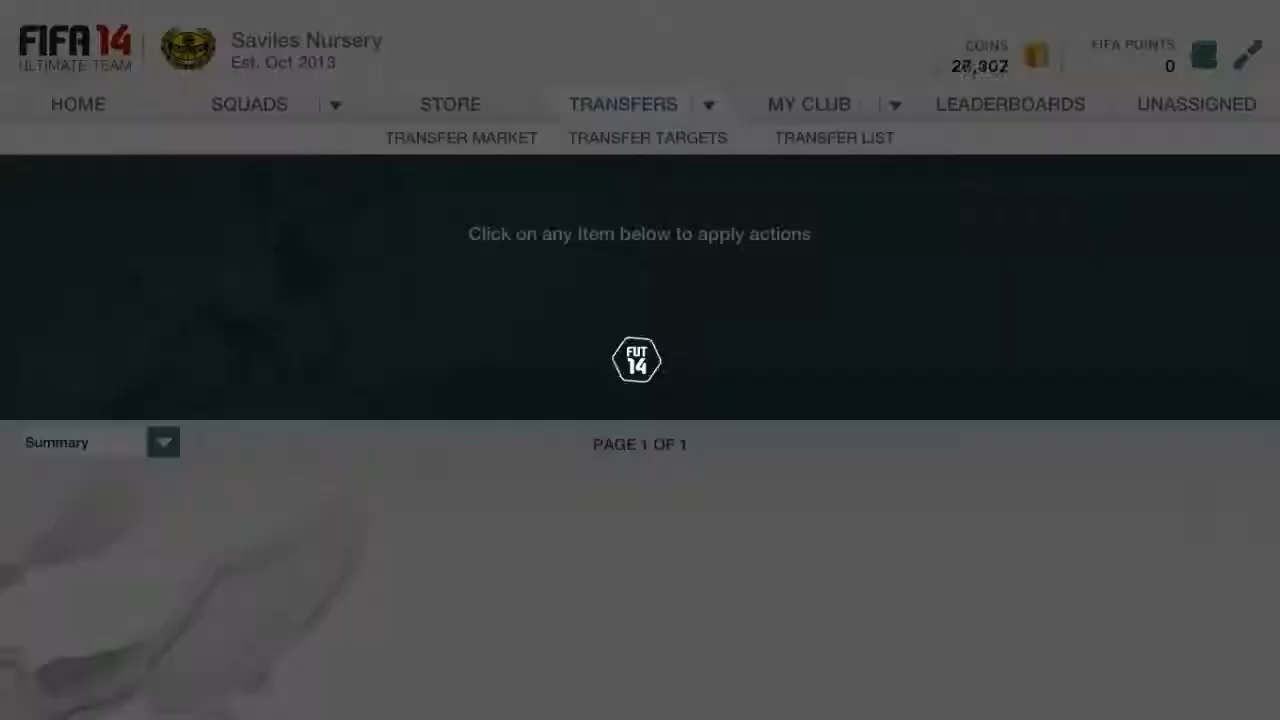 FIFA 14
ULTIMATE TEAM
Saviles Nursery
Est. Oct 2013
COINS
FIFA POINTS
0
HOME
SQUADS
STORE
TRANSFERS
MY CLUB
LEADERBOARDS
UNASSIGNED
TRANSFER MARKET
TRANSFER TARGETS
TRANSFER LIST
Click on any Item below to apply actions
FUT
14
Summary
PAGE 1 OF 1